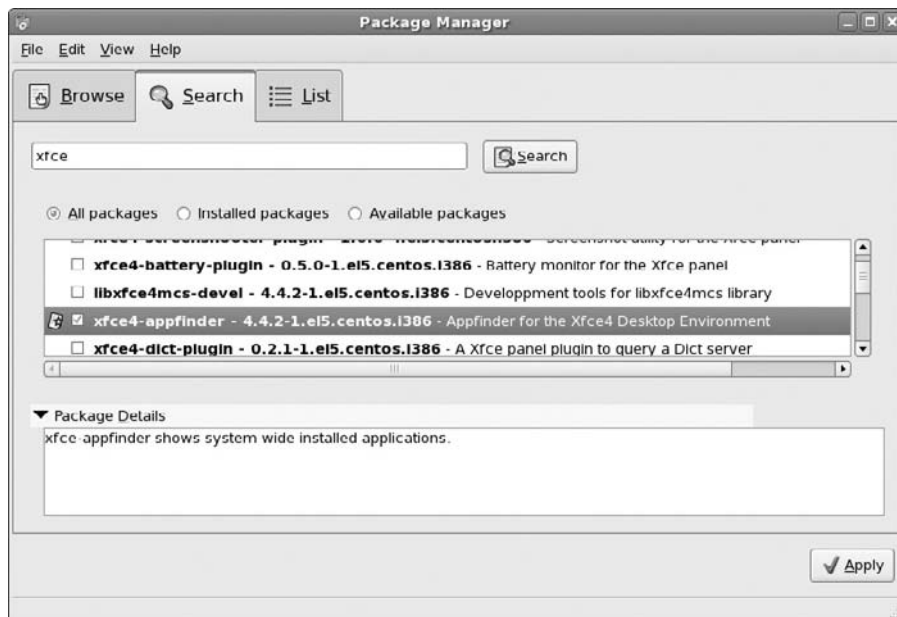 Package Manager
File Edit View Help
Browse Search List
xfce
Search
All packages Installed packages Available packages
xfce4-battery-plugin - 0.5.0-1.el5.centos.i386 - Battery monitor for the Xfce panel
libxfce4mcs-devel - 4.4.2-1.el5.centos.i386 - Developpment tools for libxfce4mcs library
xfce4-appfinder - 4.4.2-1.el5.centos.i386 - Appfinder for the Xfce4 Desktop Environment
xfce4-dict-plugin - 0.2.1-1.el5.centos.i386 - A Xfce panel plugin to query a Dict server
Package Details
xfce-appfinder shows system wide installed applications.
Apply